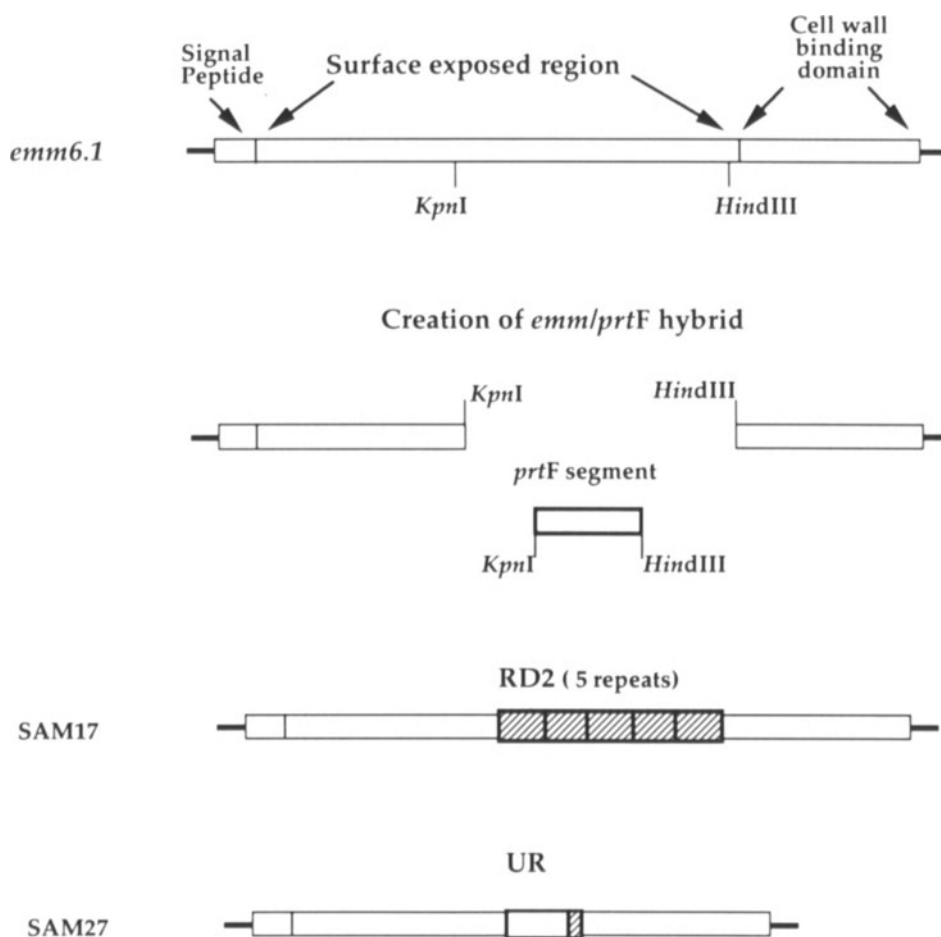 Signal
Peptide
Surface exposed region
Cell wall
binding
domain
emm6.1
KpnI
HindIII
Creation of emm/prtF hybrid
KpnI
HindIII
prtF segment
KpnI
HindIII
RD2 ( 5 repeats)
SAM17
UR
SAM27